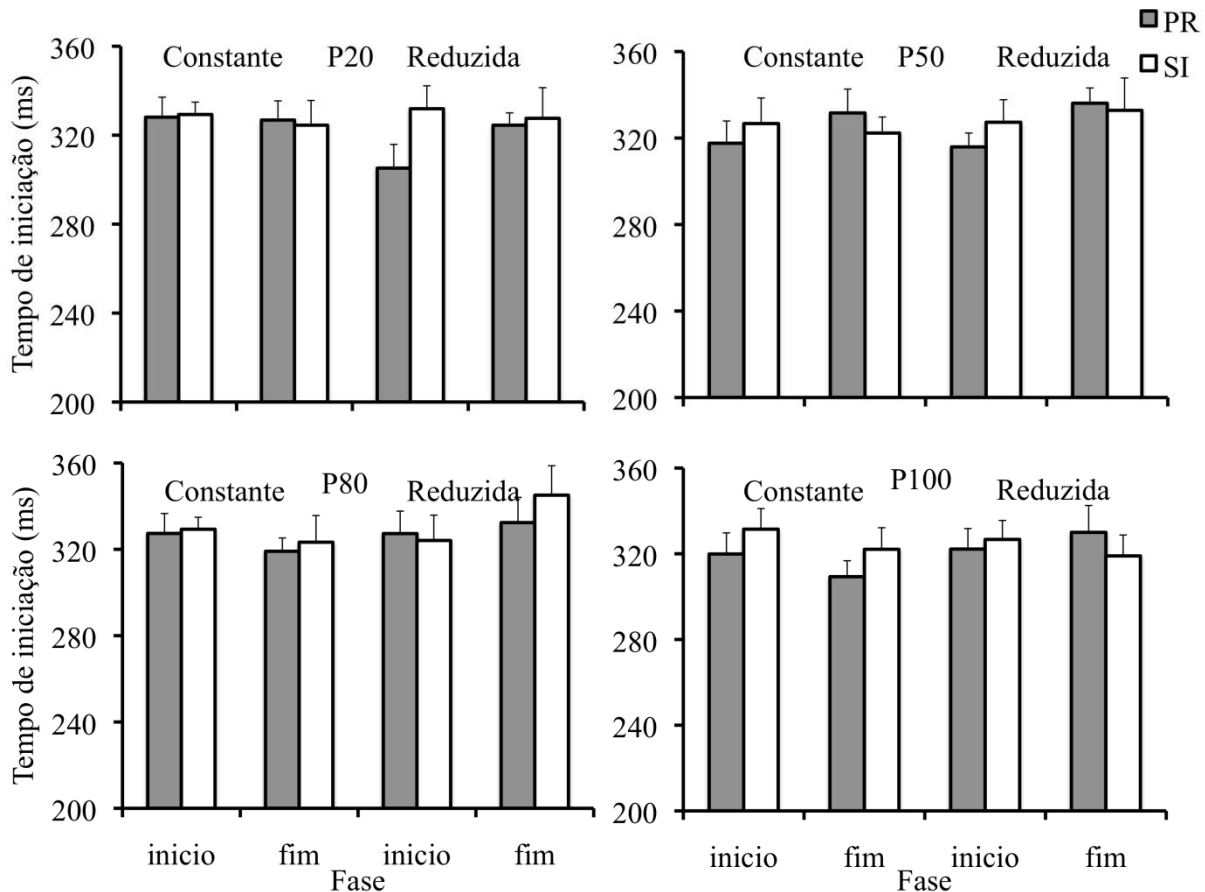 PR
SI
Tempo de iniciação (ms)
360
320
280
240
200
Constante P20 Reduzida
360
320
280
240
200
Constante P50 Reduzida
Tempo de iniciação (ms)
360
320
280
240
200
Constante P80 Reduzida
inicio fim inicio fim
Fase
360
320
280
240
200
Constante P100 Reduzida
inicio fim inicio fim
Fase